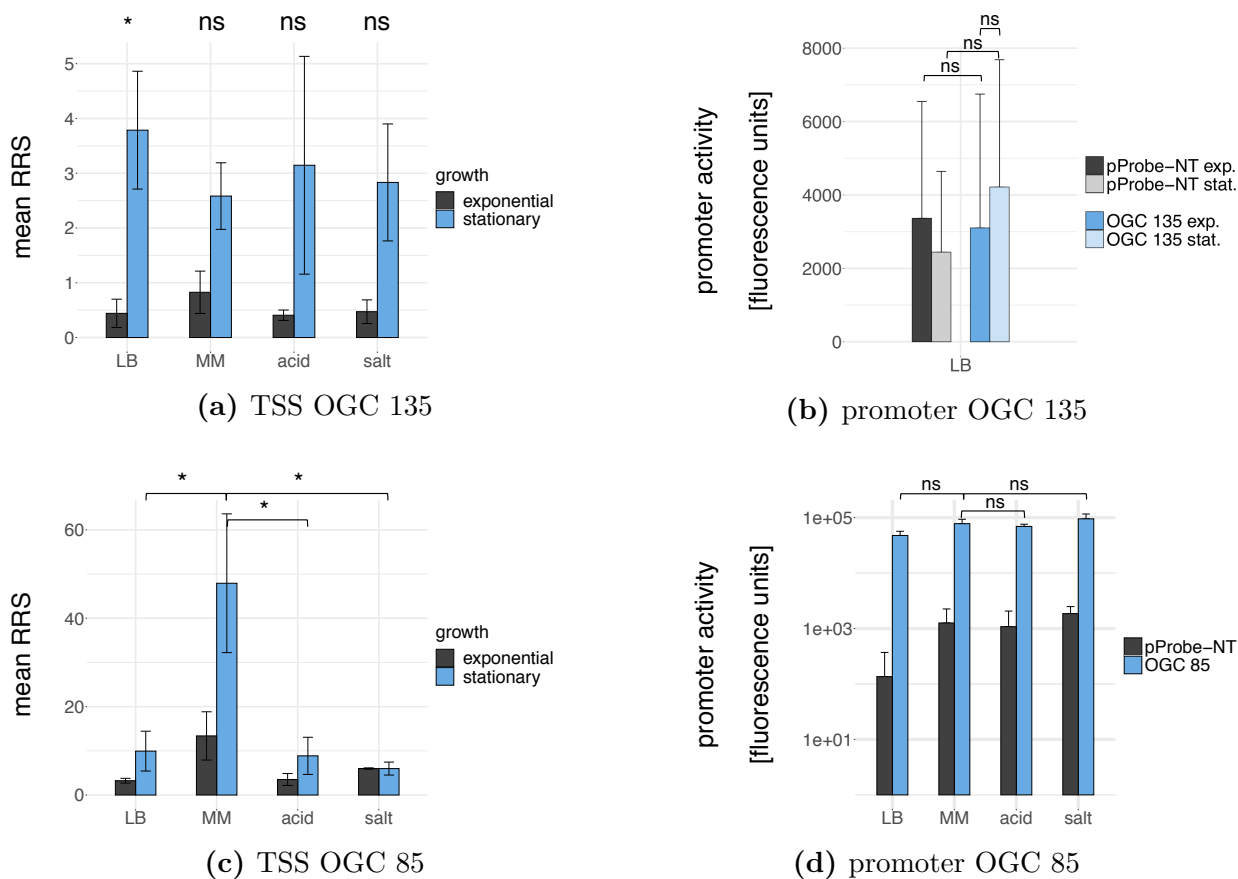 * ns ns ns
mean RRS
5
4
3
2
1
0
LB MM acid salt
growth
exponential
stationary
(a) TSS OGC 135
promoter activity
[fluorescence units]
ns
ns
ns
8000
6000
4000
2000
0
LB
pProbe−NT exp.
pProbe−NT stat.
OGC 135 exp.
OGC 135 stat.
(b) promoter OGC 135
* *
*
mean RRS
60
40
20
0
LB MM acid salt
growth
exponential
stationary
(c) TSS OGC 85
promoter activity
[fluorescence units]
ns ns
ns
1e+05
1e+03
1e+01
LB MM acid salt
pProbe−NT
OGC 85
(d) promoter OGC 85